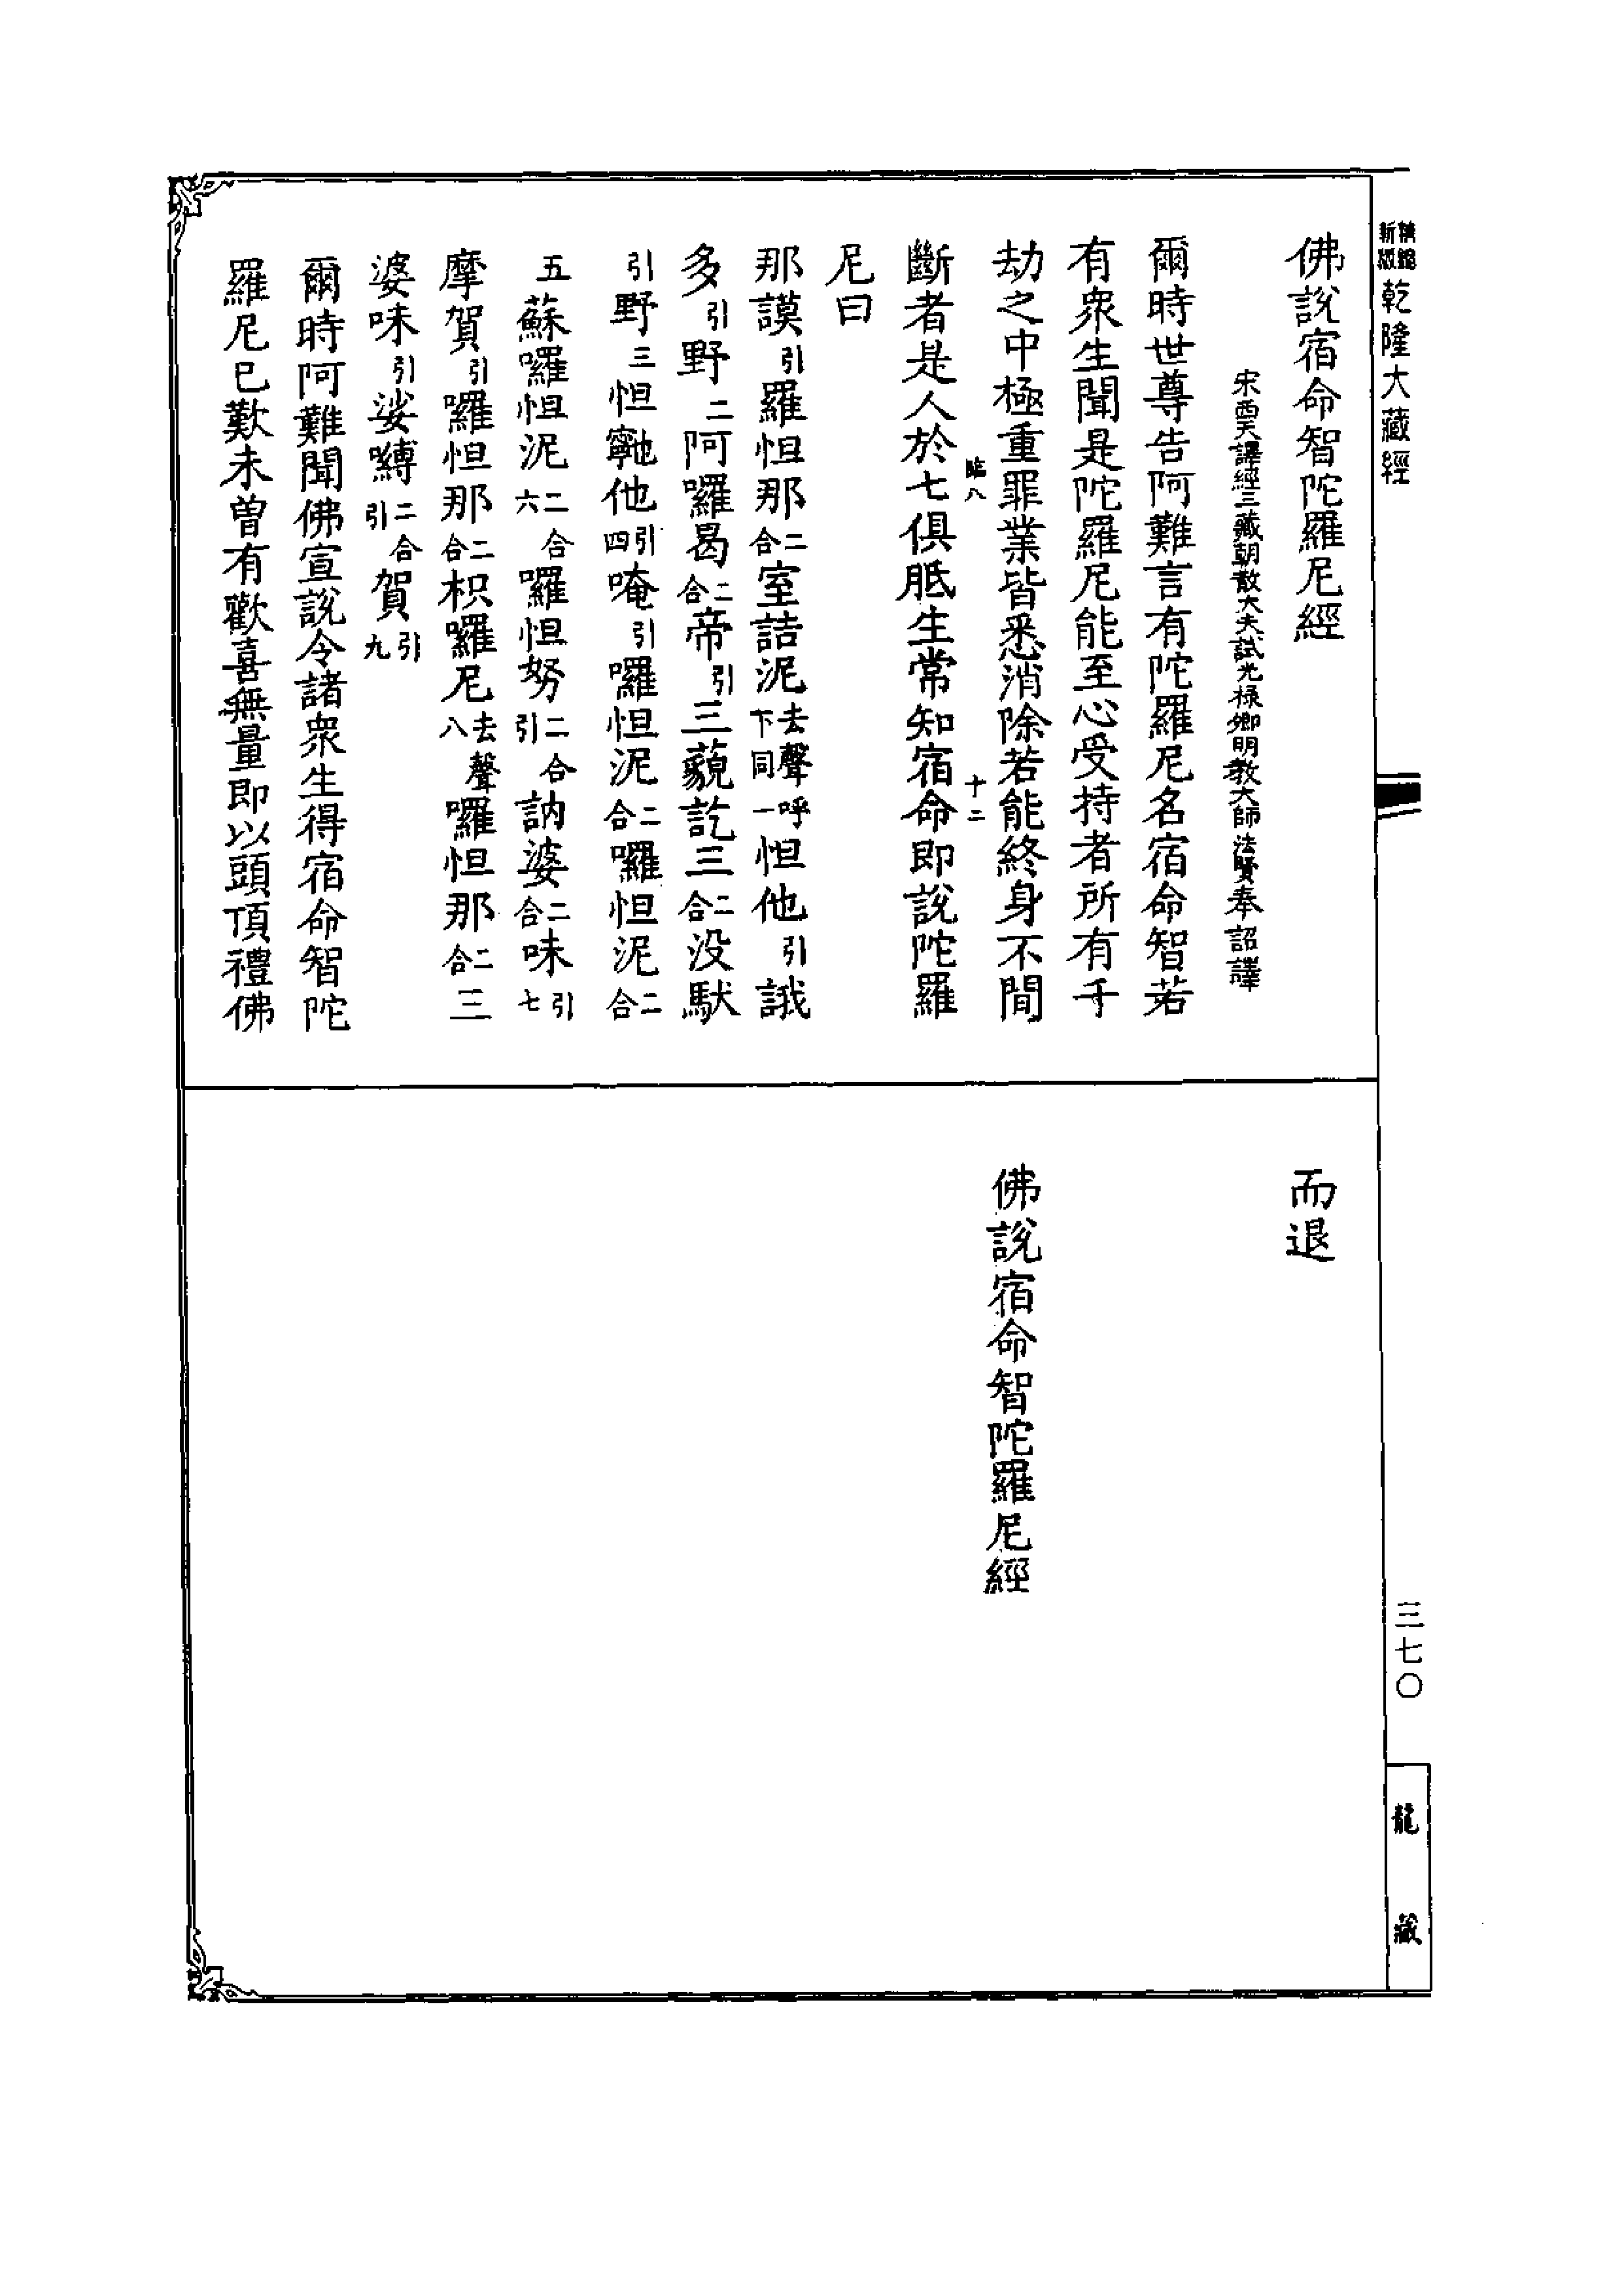 乾隆大藏經
佛說宿命智陀羅尼經
宋西天譯經三藏朝散大夫試光祿卿明教大師法賢奉詔譯
爾時世尊告阿難言有陀羅尼名宿命智若
有衆生聞是陀羅尼能至心受持者所有千
劫之中極重罪業皆悉消除若能終身不間
臨八 十二
斷者是人於七俱胝生常知宿命即說陀羅
尼曰
那謨引羅怛那二合室詰泥去聲呼下同一怛他引誐
多引野二阿囉曷二合帝引三藐訖三二合没馱
引野三怛寧也他引四唵引囉怛泥二合囉怛泥二合
五蘇囉怛泥二合六囉怛努二合引訥婆二合味引七
摩賀引囉怛那二合枳囉尼去聲八囉怛那二合三
婆味引娑嚩二合引賀引九
爾時阿難聞佛宣說令諸衆生得宿命智陀
羅尼已歎未曾有歡喜無量即以頭頂禮佛
而退
佛說宿命智陀羅尼經
三七〇
龍藏